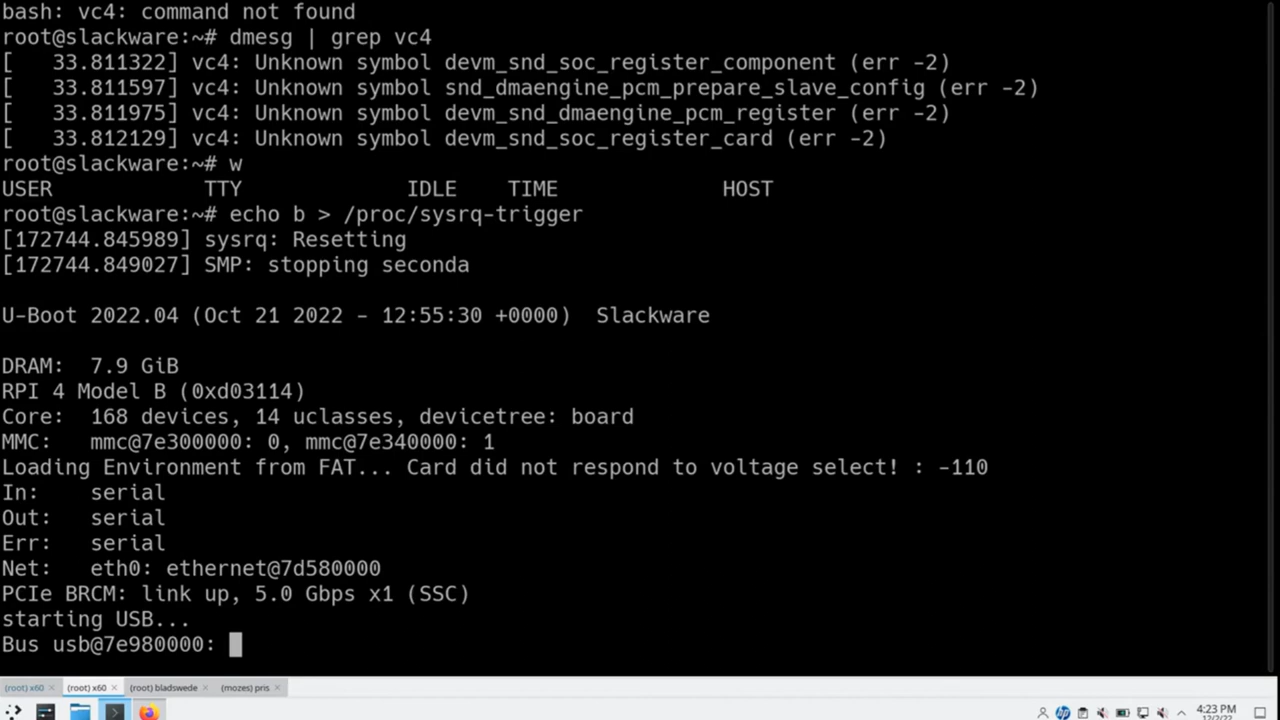 bash: vc4: command not found
root@slackware:~# dmesg | grep vc4
[   33.811322] vc4: Unknown symbol devm_snd_soc_register_component (err -2)
[   33.811597] vc4: Unknown symbol snd_dmaengine_pcm_prepare_slave_config (err -2)
[   33.811975] vc4: Unknown symbol devm_snd_dmaengine_pcm_register (err -2)
[   33.812129] vc4: Unknown symbol devm_snd_soc_register_card (err -2)
root@slackware:~# w
USER            TTY             IDLE    TIME             HOST
root@slackware:~# echo b > /proc/sysrq-trigger
[172744.845989] sysrq: Resetting
[172744.849027] SMP: stopping seconda
U-Boot 2022.04 (Oct 21 2022 - 12:55:30 +0000)  Slackware
DRAM:  7.9 GiB
RPI 4 Model B (0xd03114)
Core:  168 devices, 14 uclasses, devicetree: board
MMC:   mmc@7e300000: 0, mmc@7e340000: 1
Loading Environment from FAT... Card did not respond to voltage select! : -110
In:    serial
Out:   serial
Err:   serial
Net:   eth0: ethernet@7d580000
PCIe BRCM: link up, 5.0 Gbps x1 (SSC)
starting USB...
Bus usb@7e980000:
(root) x60 (root) x60 (root) bladswede (mozes) pris
4:23 PM
12/2/22